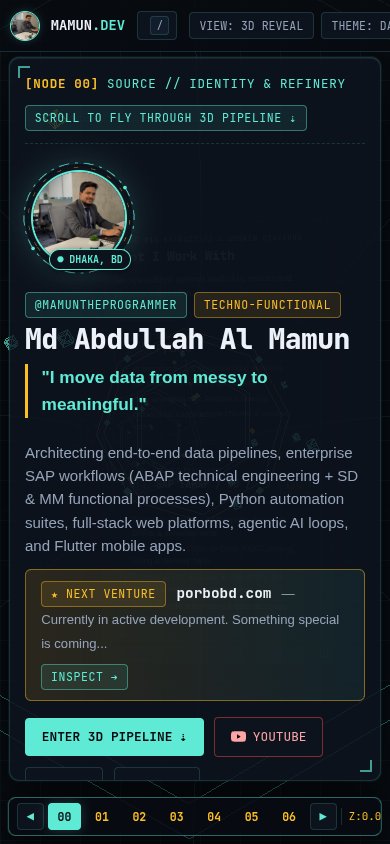 MAMUN.DEV
/
VIEW: 3D REVEAL
THEME: DA
[NODE 00] SOURCE // IDENTITY & REFINERY
SCROLL TO FLY THROUGH 3D PIPELINE ⇣
DHAKA, BD
@MAMUNTHEPROGRAMMER
TECHNO-FUNCTIONAL
Md Abdullah Al Mamun
"I move data from messy to
meaningful."
Architecting end-to-end data pipelines, enterprise
SAP workflows (ABAP technical engineering + SD
& MM functional processes), Python automation
suites, full-stack web platforms, agentic AI loops,
and Flutter mobile apps.
★ NEXT VENTURE porbobd.com —
Currently in active development. Something special
is coming...
INSPECT →
ENTER 3D PIPELINE ⇣
YOUTUBE
◄ 00 01 02 03 04 05 06 ► Z:0.0